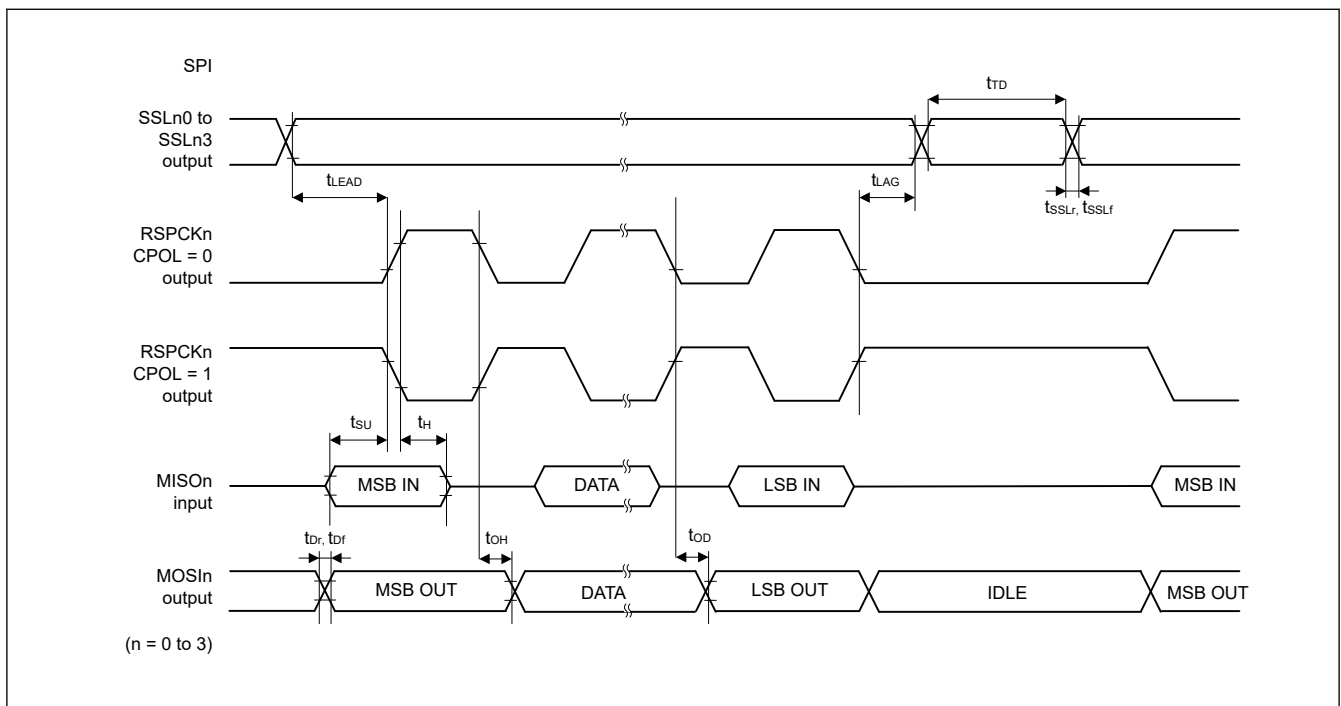 SPI
SSLn0 to
SSLn3
output
tTD
tLEAD
tLAG
tSSLr, tSSLf
RSPCKn
CPOL = 0
output
RSPCKn
CPOL = 1
output
tSU
tH
MISOn
input
MSB IN
DATA
LSB IN
MSB IN
tDr, tDf
tOH
tOD
MOSIn
output
MSB OUT
DATA
LSB OUT
IDLE
MSB OUT
(n = 0 to 3)